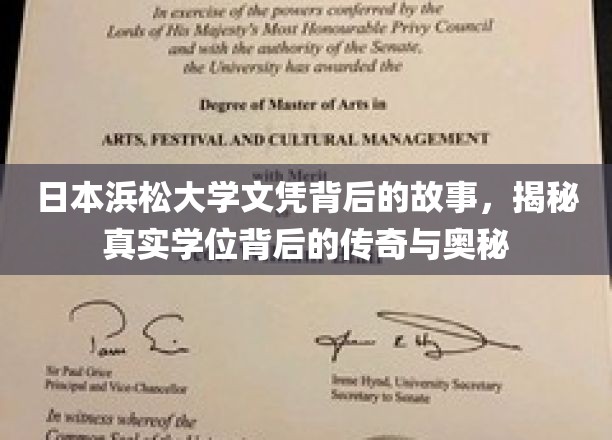 In exercise of the powers conferred by the
Lords of His Majesty's Most Honourable Privy Council
and with the authority of the Senate,
the University has awarded the
Degree of Master of Arts in
ARTS, FESTIVAL AND CULTURAL MANAGEMENT
with Merit
日本浜松大学文凭背后的故事，揭秘
真实学位背后的传奇与奥秘
Sir Paul Grice
Principal and Vice-Chancellor
Irene Hynd, University Secretary
Secretary to Senate
In witness whereof the
Common Seal of the